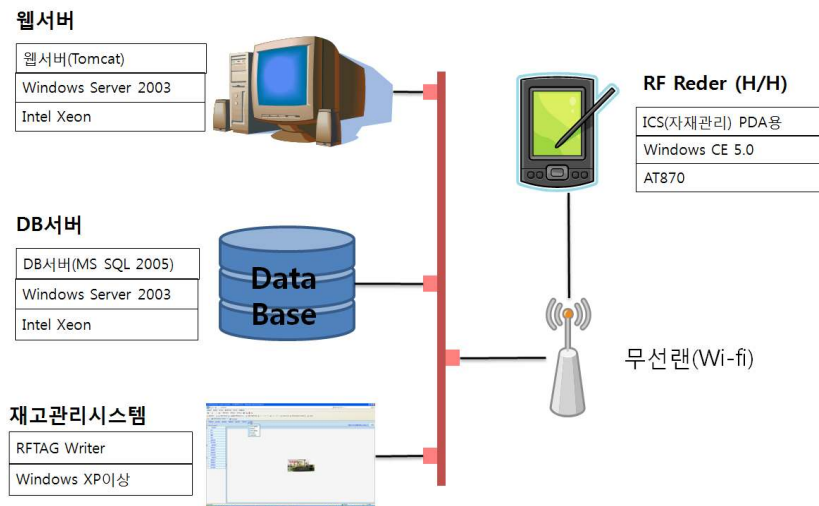 웹서버
웹서버(Tomcat)
Windows Server 2003
Intel Xeon
RF Reder (H/H)
ICS(자재관리) PDA용
Windows CE 5.0
AT870
DB서버
DB서버(MS SQL 2005)
Windows Server 2003
Intel Xeon
Data
Base
무선랜(Wi-fi)
재고관리시스템
RFTAG Writer
Windows XP이상